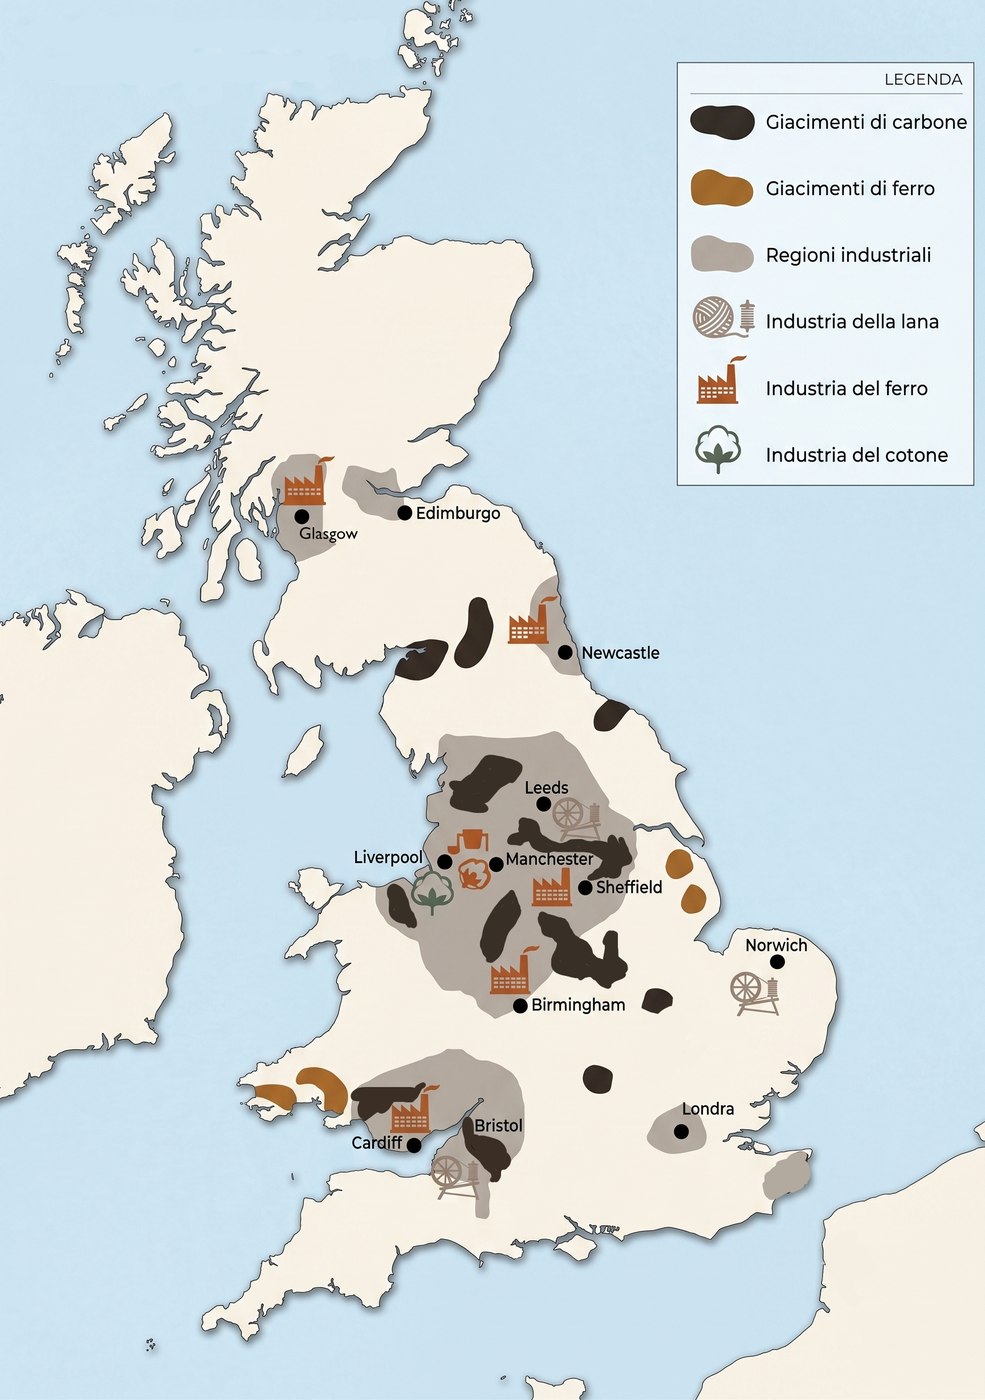 LEGENDA
Giacimenti di carbone
Giacimenti di ferro
Regioni industriali
Industria della lana
Industria del ferro
Industria del cotone
Edimburgo
Glasgow
Newcastle
Leeds
Liverpool
Manchester
Sheffield
Norwich
Birmingham
Londra
Bristol
Cardiff